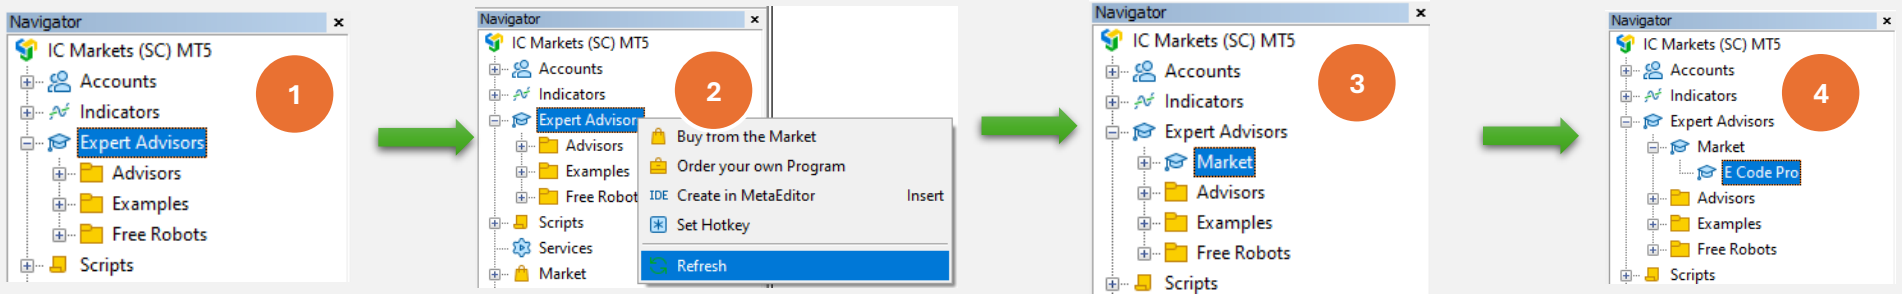 Navigator
IC Markets (SC) MT5
Accounts
Indicators
Expert Advisors
Advisors
Examples
Free Robots
Scripts
1
Navigator
IC Markets (SC) MT5
Accounts
Indicators
Expert Advisor
Advisors
Examples
Free Robot
Scripts
Services
Market
2
Buy from the Market
Order your own Program
IDE Create in MetaEditor Insert
Set Hotkey
Refresh
Navigator
IC Markets (SC) MT5
Accounts
Indicators
Expert Advisors
Market
Advisors
Examples
Free Robots
Scripts
3
Navigator
IC Markets (SC) MT5
Accounts
Indicators
Expert Advisors
Market
E Code Pro
Advisors
Examples
Free Robots
Scripts
4